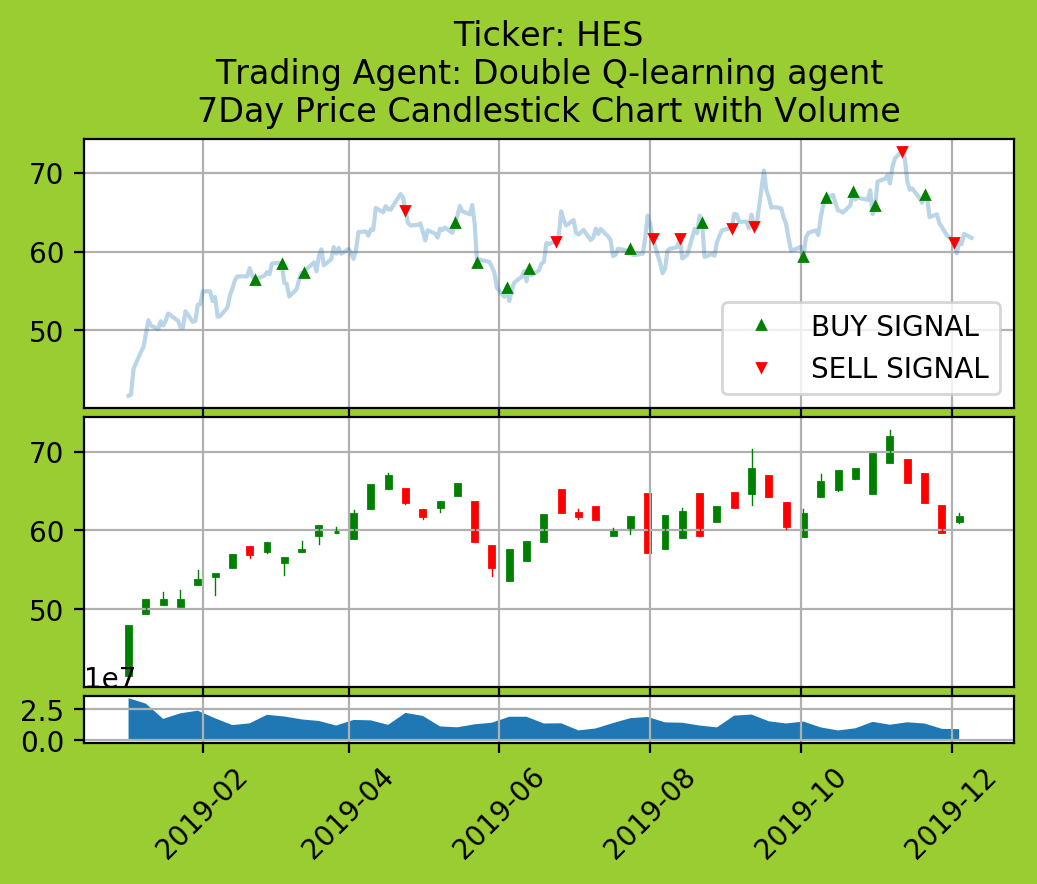 Ticker: HES
Trading Agent: Double Q-learning agent
7Day Price Candlestick Chart with Volume
70
60
50
BUY SIGNAL
SELL SIGNAL
70
60
50
1e7
2.5
0.0
2019-02
2019-04
2019-06
2019-08
2019-10
2019-12